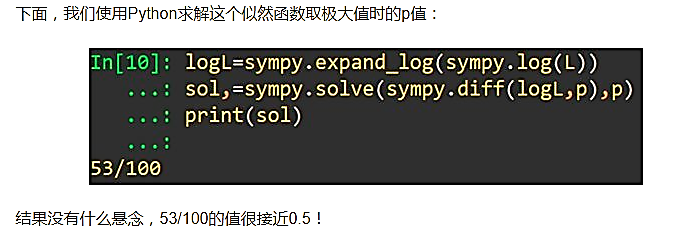 下面，我们使用Python求解这个似然函数取极大值时的p值：
In[10]: logL=sympy.expand_log(sympy.log(L))
...: sol,=sympy.solve(sympy.diff(logL,p),p)
...: print(sol)
...:
53/100
结果没有什么悬念，53/100的值很接近0.5！